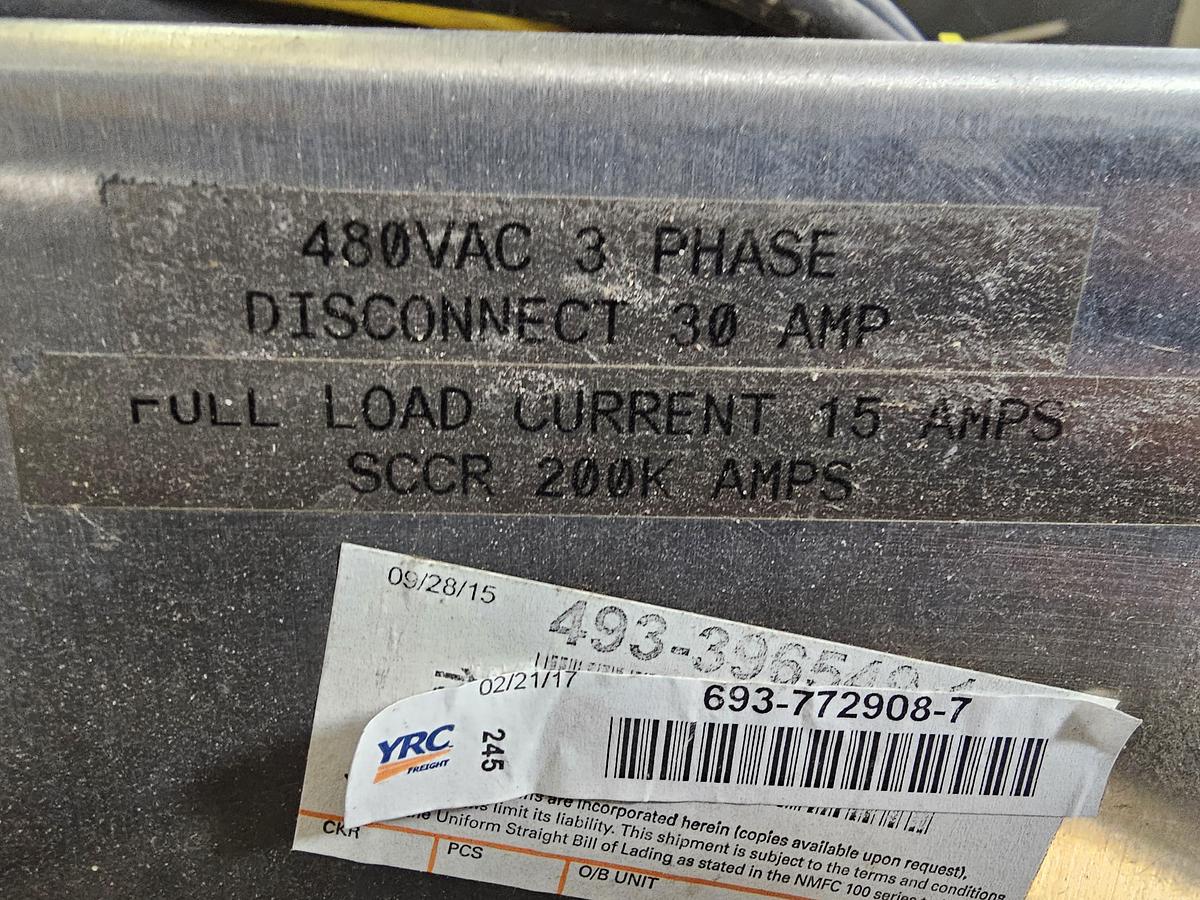 480VAC 3 PHASE
DISCONNECT 30 AMP
FULL LOAD CURRENT 15 AMPS
SCCR 200K AMPS
09/28/15
493-396549-1
02/21/17
693-772908-7
YRC
FREIGHT
245
are incorporated herein (copies available upon request),
limit its liability. This shipment is subject to the terms and conditions
Uniform Straight Bill of Lading as stated in the NMFC 100 series
CKR
PCS
O/B UNIT